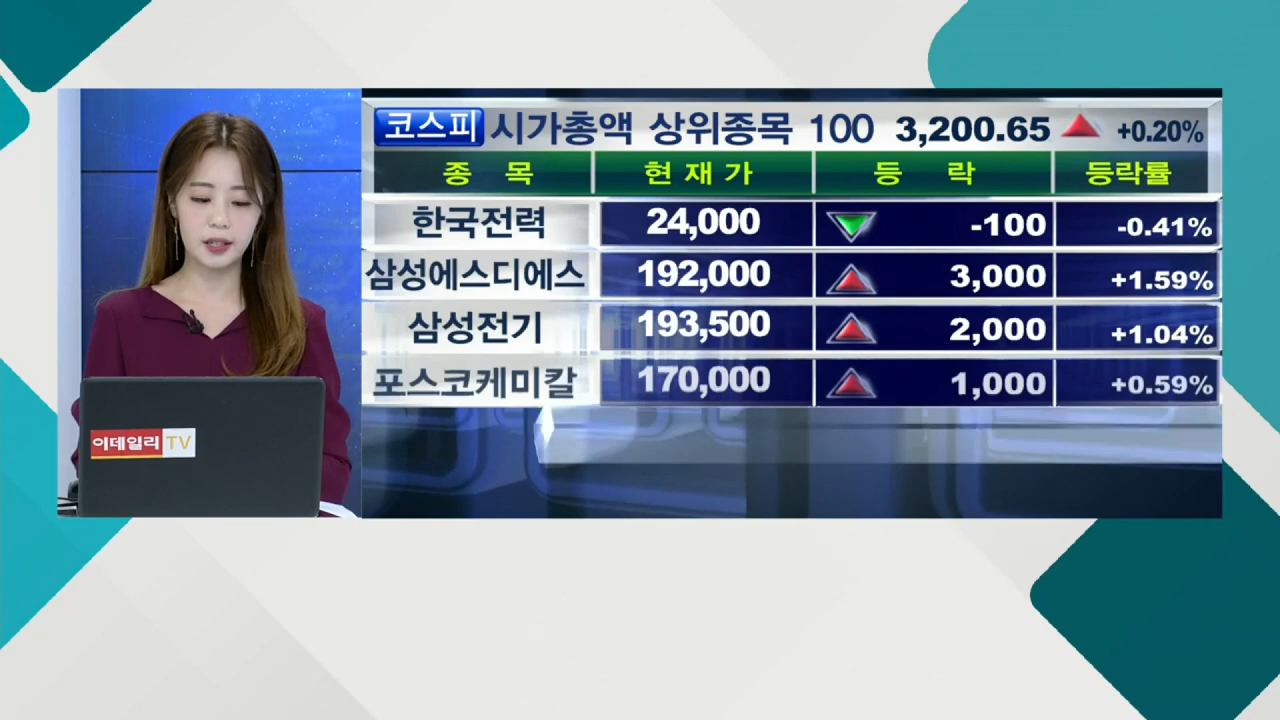 코스피 시가총액 상위종목 100 3,200.65 ▲ +0.20%
종 목 현 재 가 등 락 등락률
한국전력 24,000 ▼ -100 -0.41%
삼성에스디에스 192,000 ▲ 3,000 +1.59%
삼성전기 193,500 ▲ 2,000 +1.04%
포스코케미칼 170,000 ▲ 1,000 +0.59%
이데일리TV